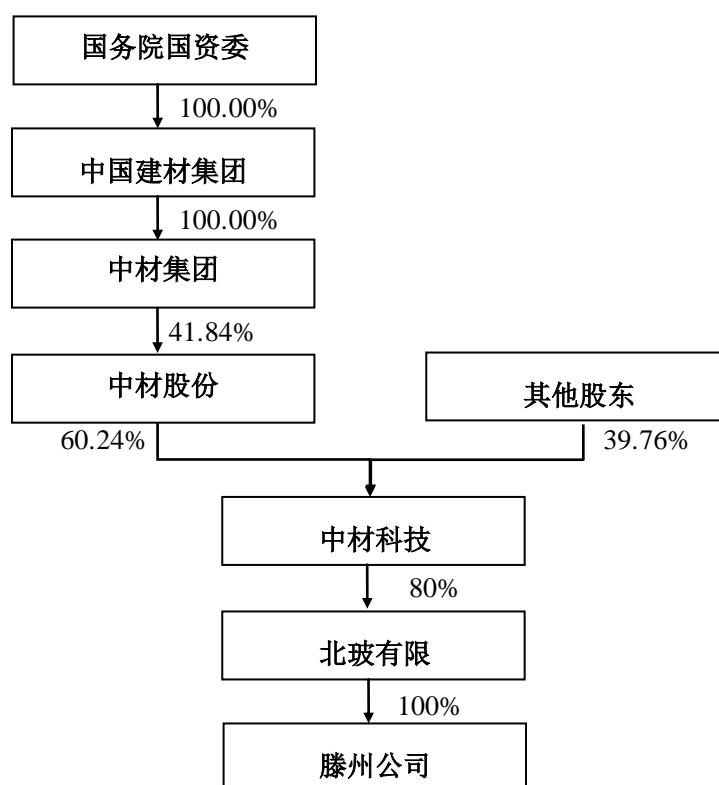 国务院国资委
100.00%
中国建材集团
100.00%
中材集团
41.84%
中材股份
其他股东
60.24%
39.76%
中材科技
80%
北玻有限
100%
滕州公司